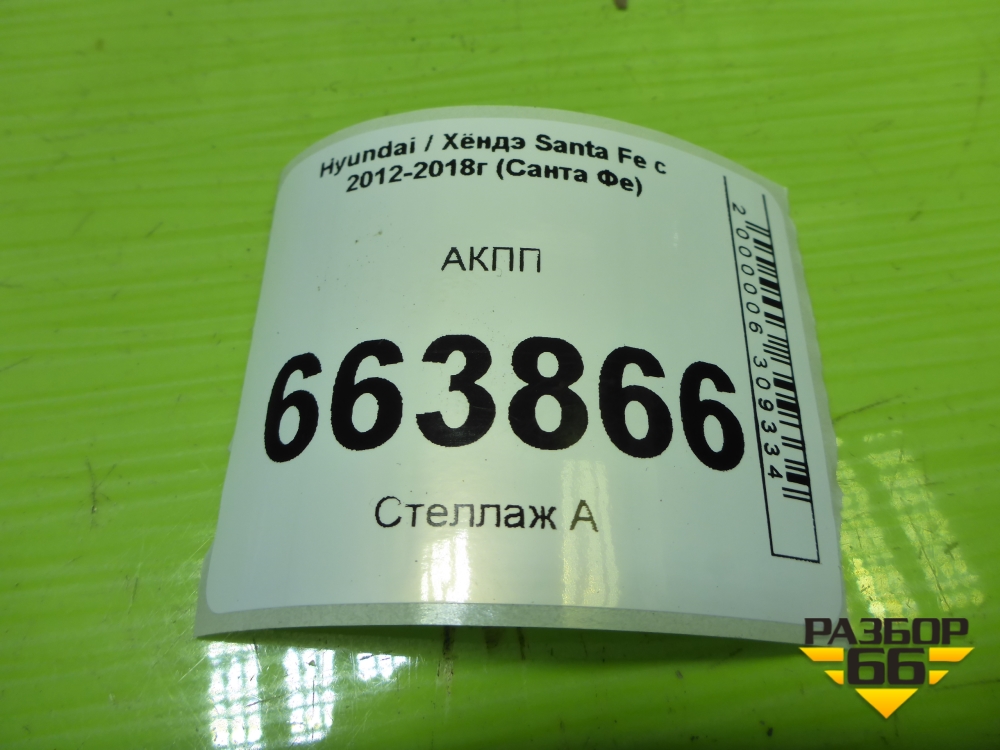 Hyundai / Хёндэ Santa Fe с
2012-2018г (Санта Фе)
АКПП
663866
Стеллаж А
2000006309334
РАЗБОР
66